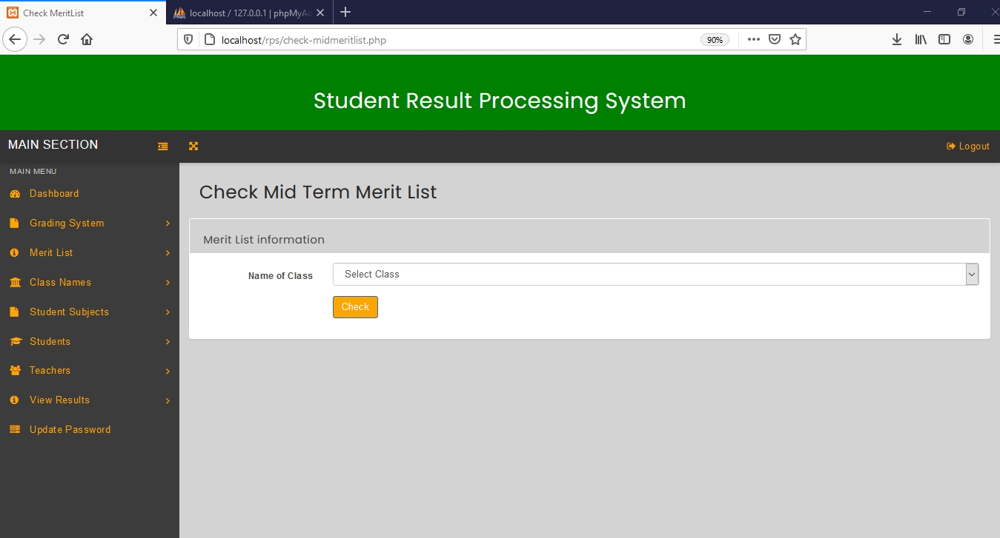 Check MeritList
localhost / 127.0.0.1 | phpMyAd
localhost/rps/check-midmeritlist.php
90%
Student Result Processing System
MAIN SECTION
Logout
MAIN MENU
Dashboard
Grading System
Merit List
Class Names
Student Subjects
Students
Teachers
View Results
Update Password
Check Mid Term Merit List
Merit List information
Name of Class
Select Class
Check